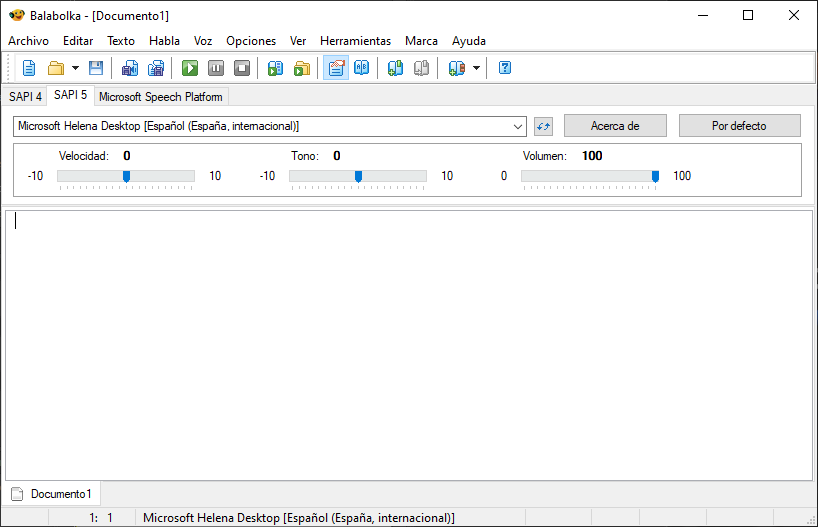 Balabolka - [Documento1]
Archivo Editar Texto Habla Voz Opciones Ver Herramientas Marca Ayuda
SAPI 4 SAPI 5 Microsoft Speech Platform
Microsoft Helena Desktop [Español (España, internacional)] Acerca de Por defecto
Velocidad: 0 Tono: 0 Volumen: 100
-10 10 -10 10 0 100
Documento1
1: 1 Microsoft Helena Desktop [Español (España, internacional)]